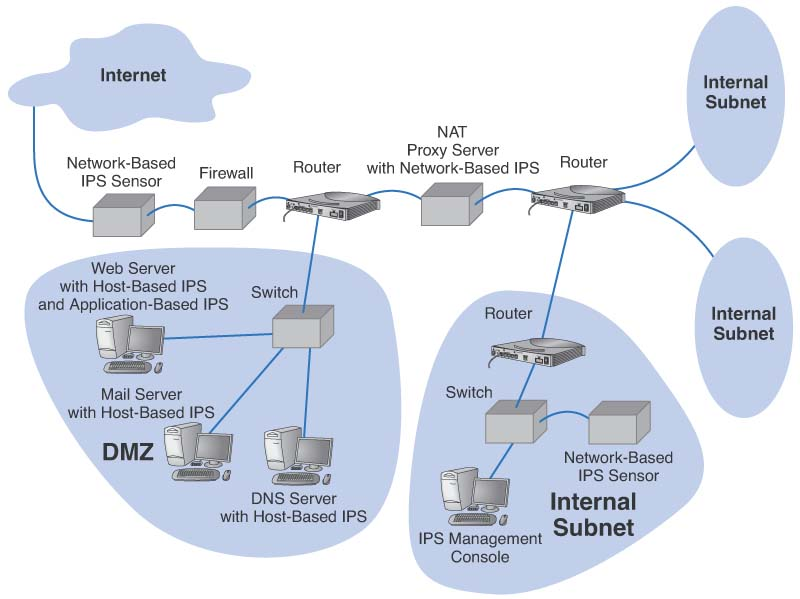 Internet
Internal
Subnet
NAT
Proxy Server
with Network-Based IPS
Network-Based
IPS Sensor
Firewall
Router
Router
Web Server
with Host-Based IPS
and Application-Based IPS
Switch
Mail Server
with Host-Based IPS
DMZ
DNS Server
with Host-Based IPS
Router
Internal
Subnet
Switch
Network-Based
IPS Sensor
Internal
Subnet
IPS Management
Console